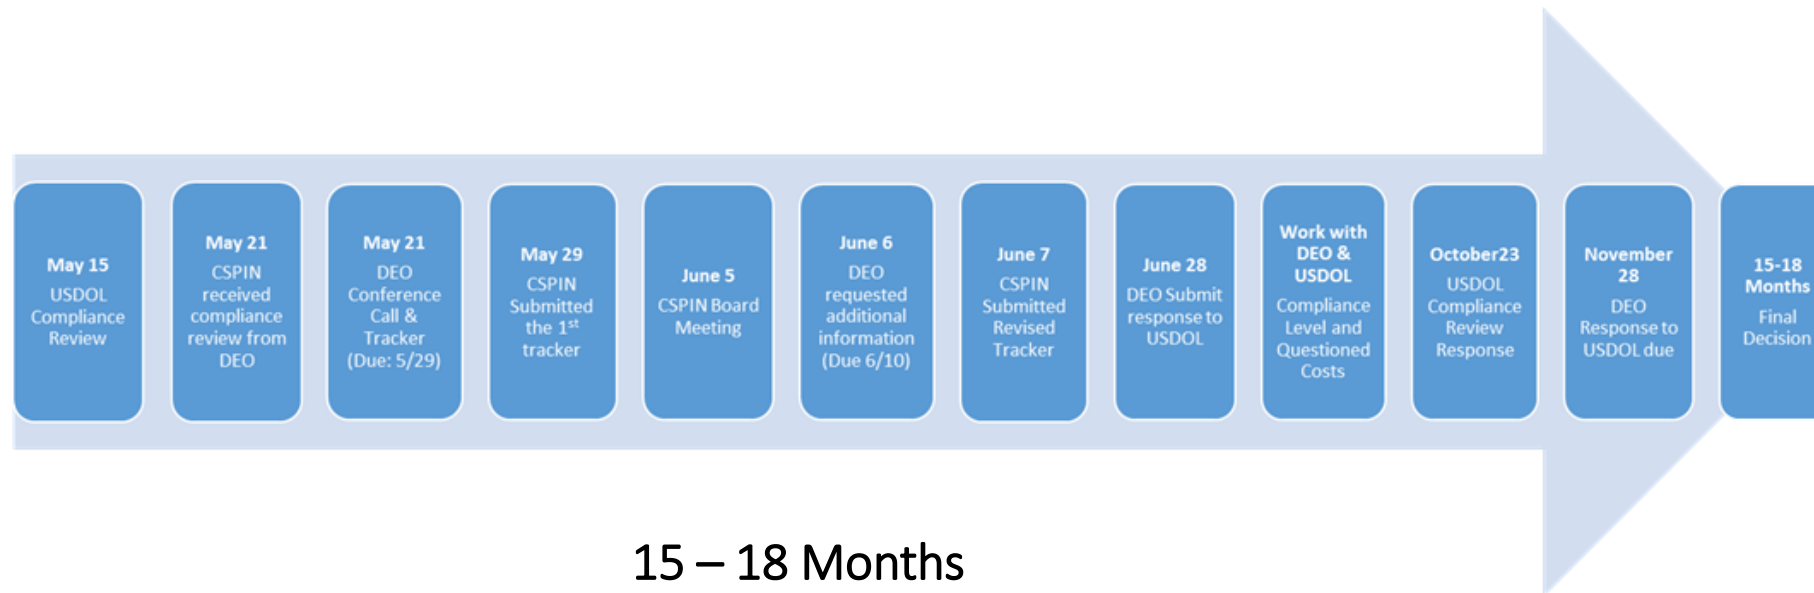 May 15
USDOL
Compliance
Review
May 21
CSPIN
received
compliance
review from
DEO
May 21
DEO
Conference
Call &
Tracker
(Due: 5/29)
May 29
CSPIN
Submitted
the 1st
tracker
June 5
CSPIN Board
Meeting
June 6
DEO
requested
additional
information
(Due 6/10)
June 7
CSPIN
Submitted
Revised
Tracker
June 28
DEO Submit
response to
USDOL
Work with
DEO &
USDOL
Compliance
Level and
Questioned
Costs
October23
USDOL
Compliance
Review
Response
November
28
DEO
Response to
USDOL due
15-18
Months
Final
Decision
15 – 18 Months